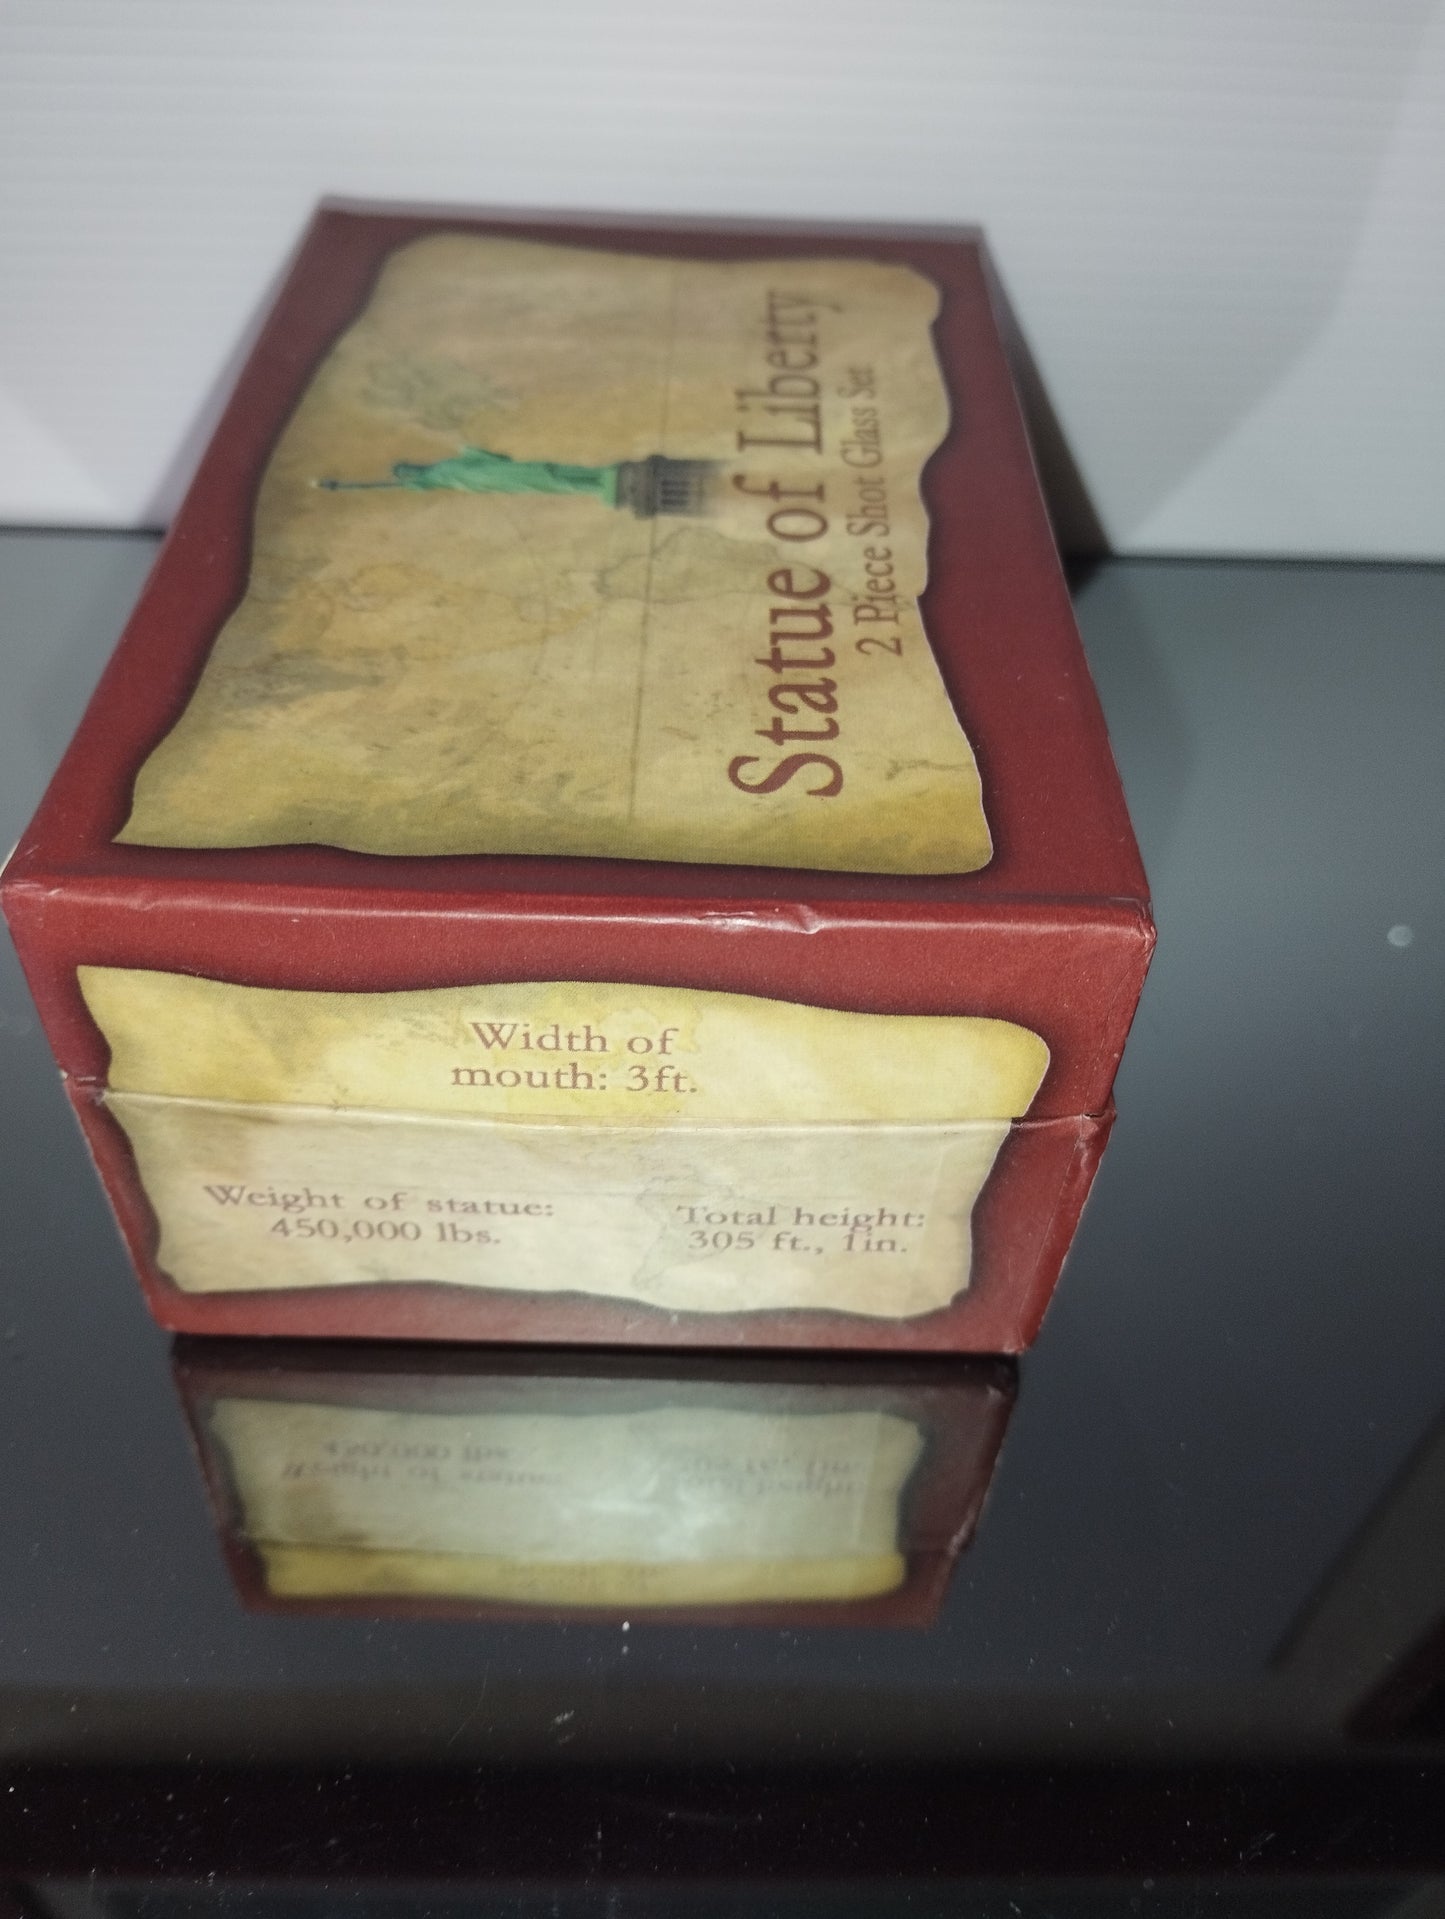 Statue of Liberty
2 Piece Shot Glass Set
Width of
mouth: 3ft.
Weight of statue:
450,000 lbs.
Total height:
305 ft., 1in.